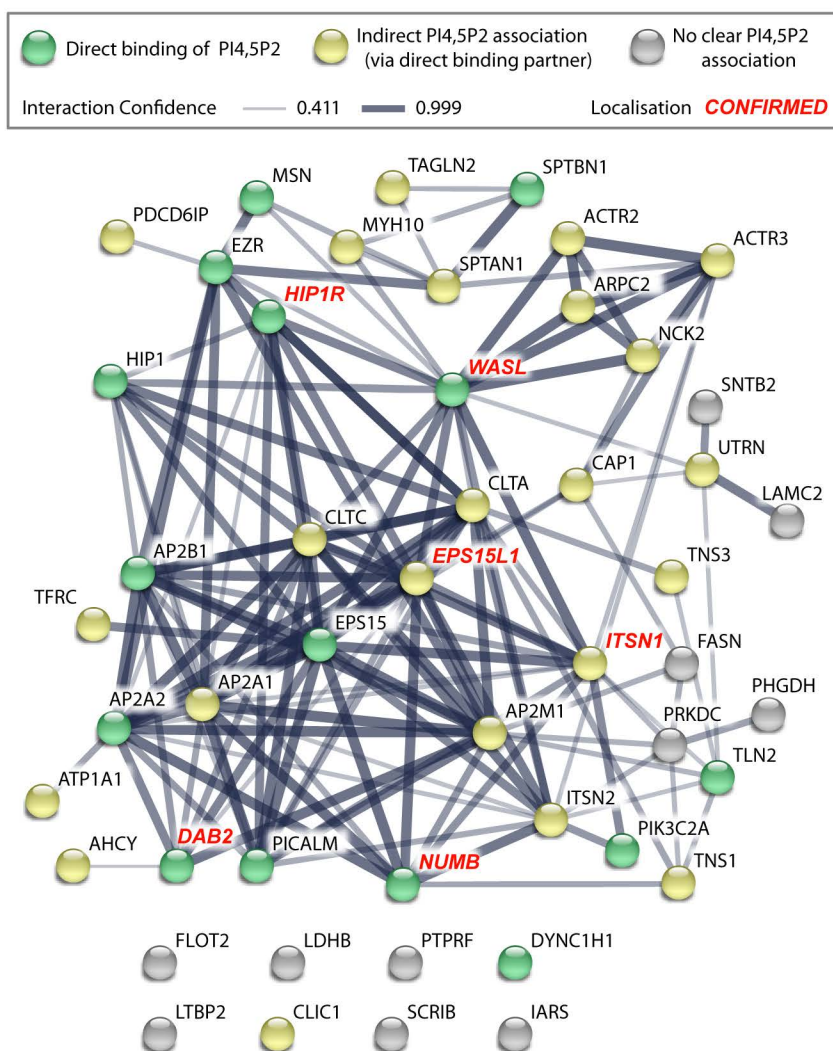 Direct binding of PI4,5P2
Indirect PI4,5P2 association
(via direct binding partner)
No clear PI4,5P2
association
Interaction Confidence
0.411
0.999
Localisation CONFIRMED
TAGLN2
SPTBN1
MSN
PDCD6IP
MYH10
ACTR2
ACTR3
EZR
SPTAN1
HIP1R
ARPC2
NCK2
HIP1
WASL
SNTB2
UTRN
CAP1
CLTA
LAMC2
CLTC
AP2B1
EPS15L1
TNS3
TFRC
EPS15
ITSN1
FASN
AP2A2
AP2A1
AP2M1
PRKDC
PHGDH
TLN2
ATP1A1
ITSN2
AHCY
DAB2
PICALM
NUMB
PIK3C2A
TNS1
FLOT2
LDHB
PTPRF
DYNC1H1
LTBP2
CLIC1
SCRIB
IARS